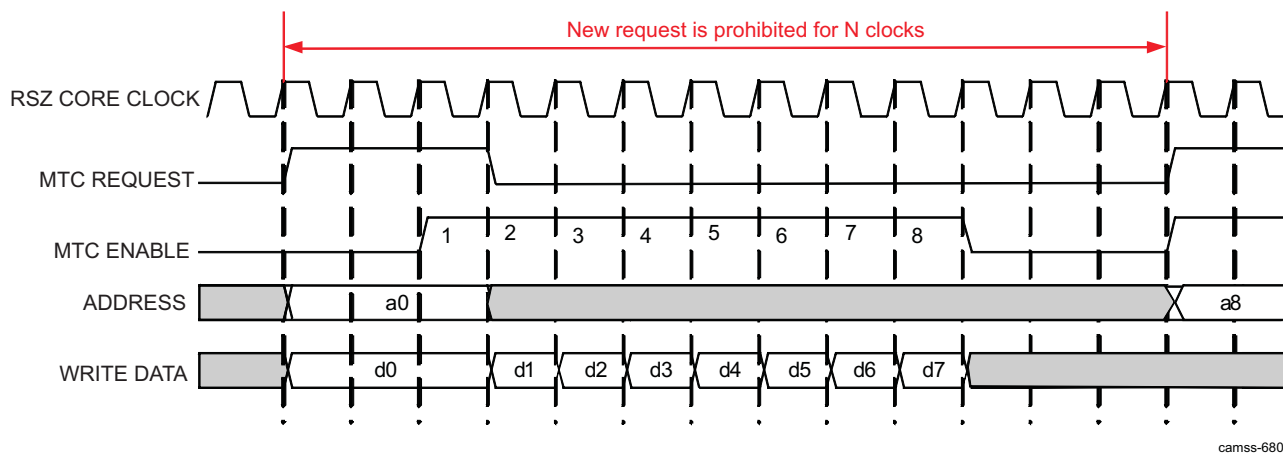 New request is prohibited for N clocks
RSZ CORE CLOCK
MTC REQUEST
MTC ENABLE 1 2 3 4 5 6 7 8
ADDRESS a0 a8
WRITE DATA d0 d1 d2 d3 d4 d5 d6 d7
camss-680